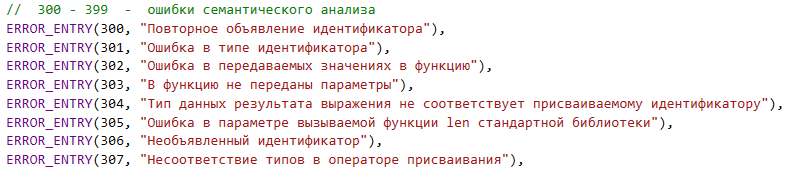 //  300 - 399  -  ошибки семантического анализа
ERROR_ENTRY(300, "Повторное объявление идентификатора"),
ERROR_ENTRY(301, "Ошибка в типе идентификатора"),
ERROR_ENTRY(302, "Ошибка в передаваемых значениях в функцию"),
ERROR_ENTRY(303, "В функцию не переданы параметры"),
ERROR_ENTRY(304, "Тип данных результата выражения не соответствует присваиваемому идентификатору"),
ERROR_ENTRY(305, "Ошибка в параметре вызываемой функции len стандартной библиотеки"),
ERROR_ENTRY(306, "Необъявленный идентификатор"),
ERROR_ENTRY(307, "Несоответствие типов в операторе присваивания"),